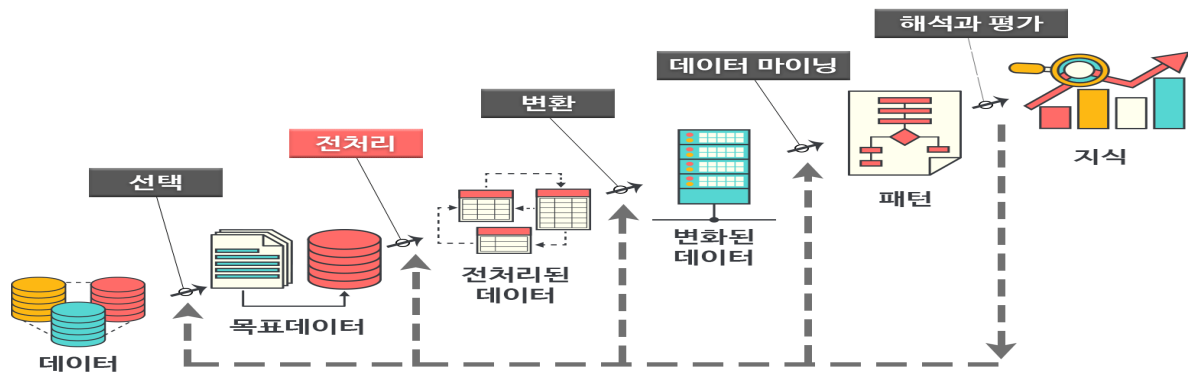 해석과 평가
데이터 마이닝
변환
전처리
선택
데이터
목표데이터
전처리된
데이터
변화된
데이터
패턴
지식